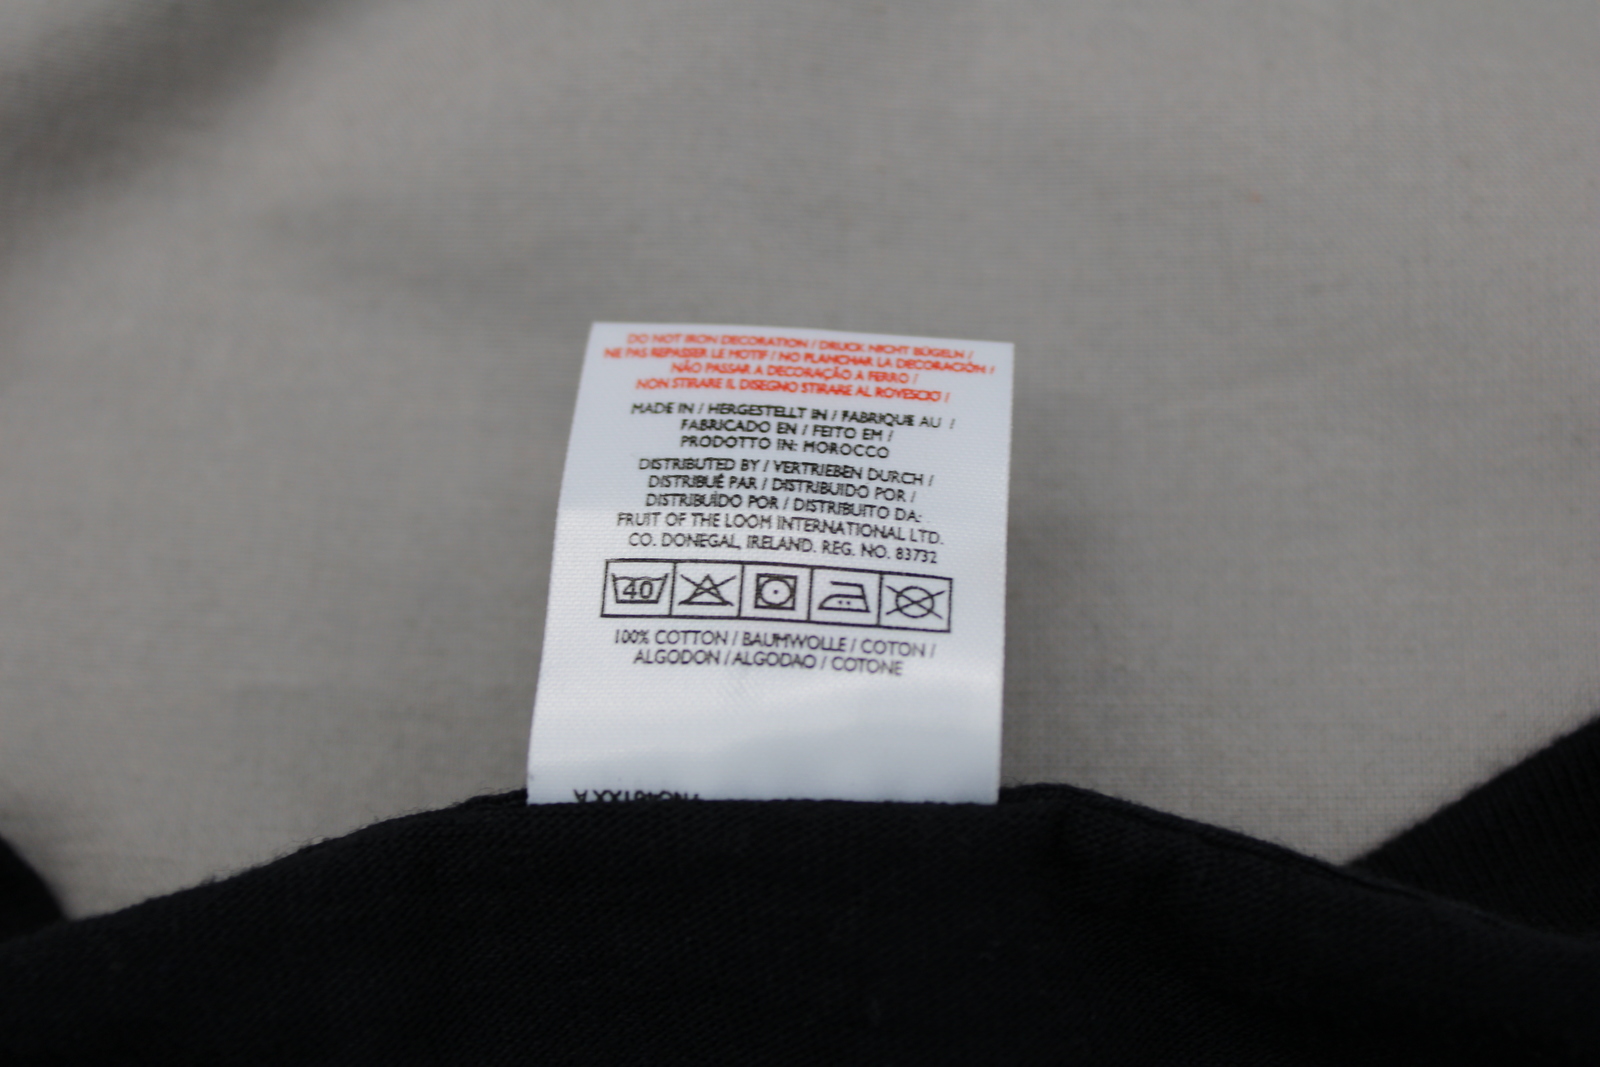 DO NOT IRON DECORATION / DRUCK NICHT BÜGELN /
NE PAS REPASSER LE MOTIF / NO PLANCHAR LA DECORACIÓN /
NÃO PASSAR A DECORAÇÃO A FERRO /
NON STIRARE IL DISEGNO STIRARE AL ROVESCIO /
MADE IN / HERGESTELLT IN / FABRIQUE AU /
FABRICADO EN / FEITO EM /
PRODOTTO IN: MOROCCO
DISTRIBUTED BY / VERTRIEBEN DURCH /
DISTRIBUÉ PAR / DISTRIBUIDO POR /
DISTRIBUÍDO POR / DISTRIBUITO DA:
FRUIT OF THE LOOM INTERNATIONAL LTD.
CO. DONEGAL, IRELAND. REG. NO. 83732
40
100% COTTON / BAUMWOLLE / COTON /
ALGODON / ALGODAO / COTONE